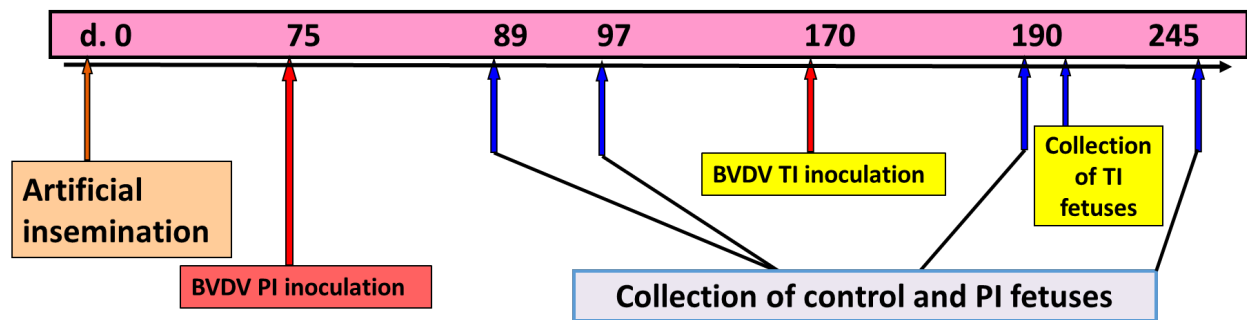 d. 0 75 89 97 170 190 245
Artificial
insemination
BVDV PI inoculation
BVDV TI inoculation
Collection
of TI
fetuses
Collection of control and PI fetuses